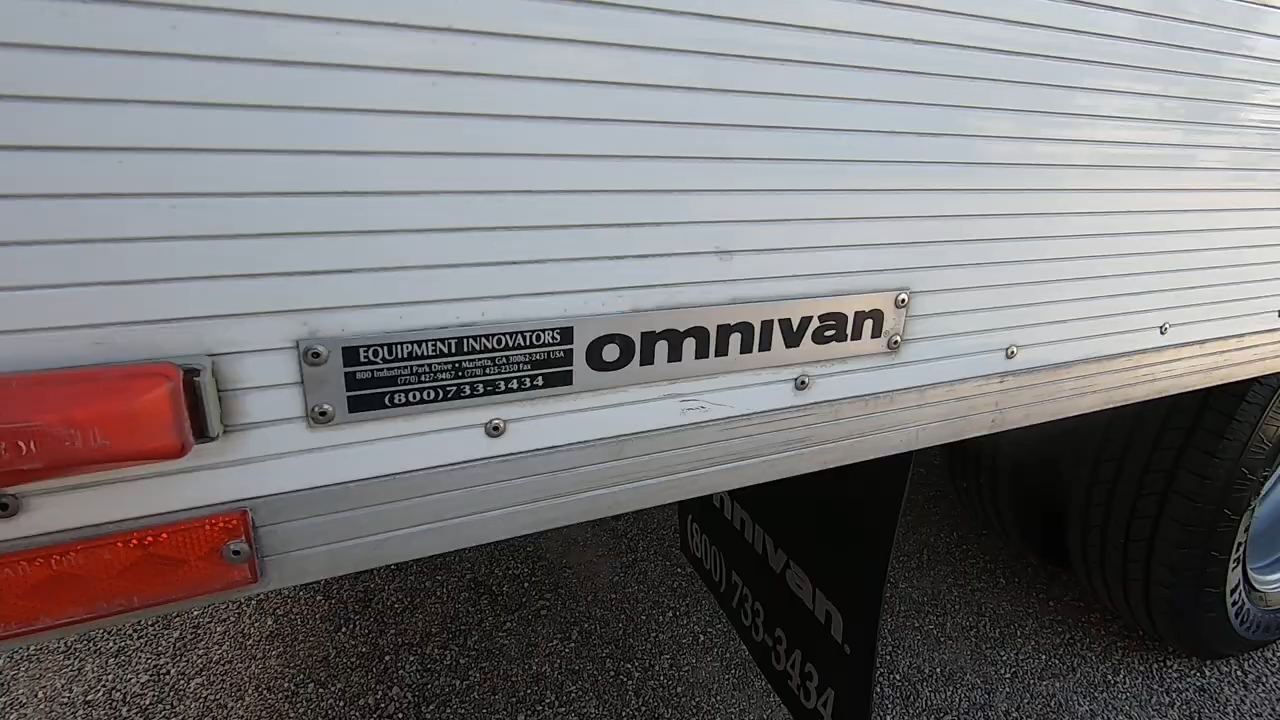 EQUIPMENT INNOVATORS
800 Industrial Park Drive • Marietta, GA 30062-2431 USA
(770) 427-9467 • (770) 425-2350 Fax
(800)733-3434
omnivan®
omnivan.
(800) 733-3434